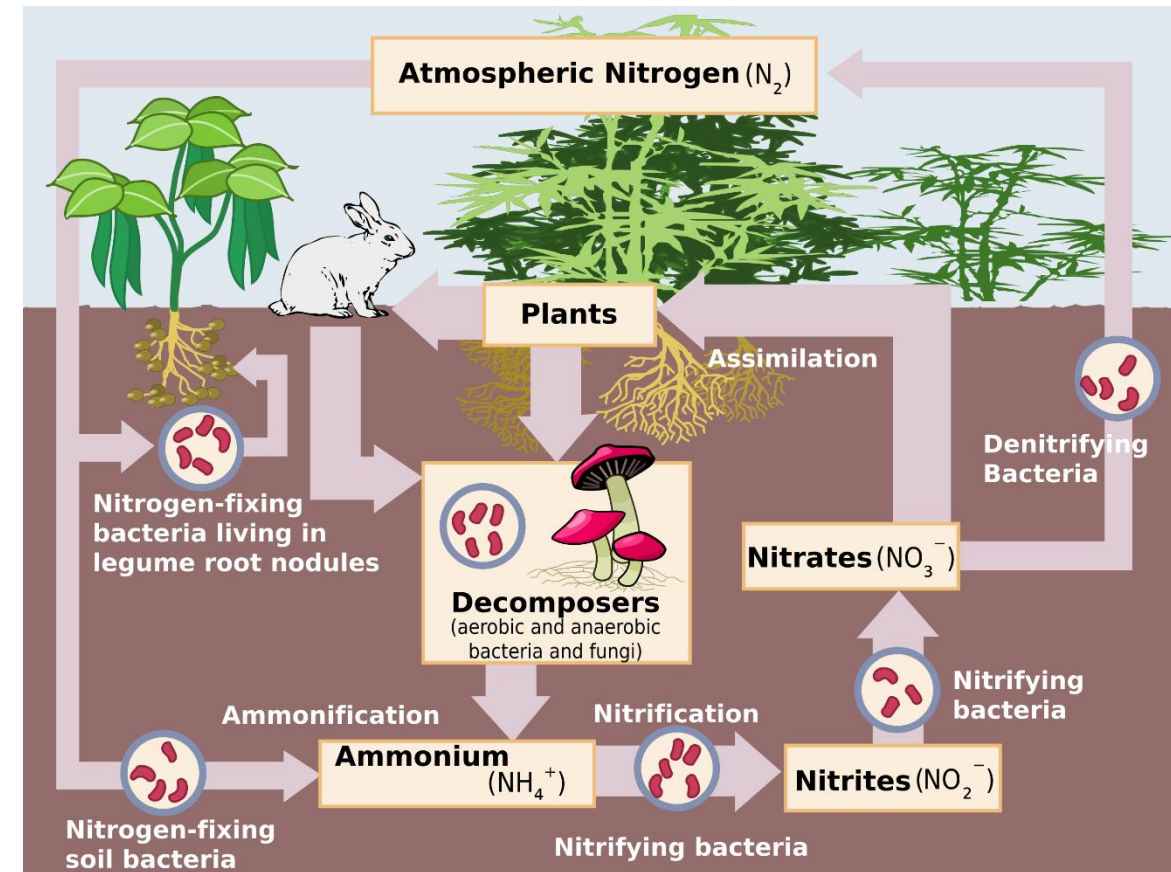 Atmospheric Nitrogen (N₂)
Plants
Assimilation
Denitrifying
Bacteria
Nitrogen-fixing
bacteria living in
legume root nodules
Nitrates (NO₃⁻)
Decomposers
(aerobic and anaerobic
bacteria and fungi)
Nitrifying
bacteria
Ammonification
Nitrification
Ammonium
(NH₄⁺)
Nitrites (NO₂⁻)
Nitrogen-fixing
soil bacteria
Nitrifying bacteria